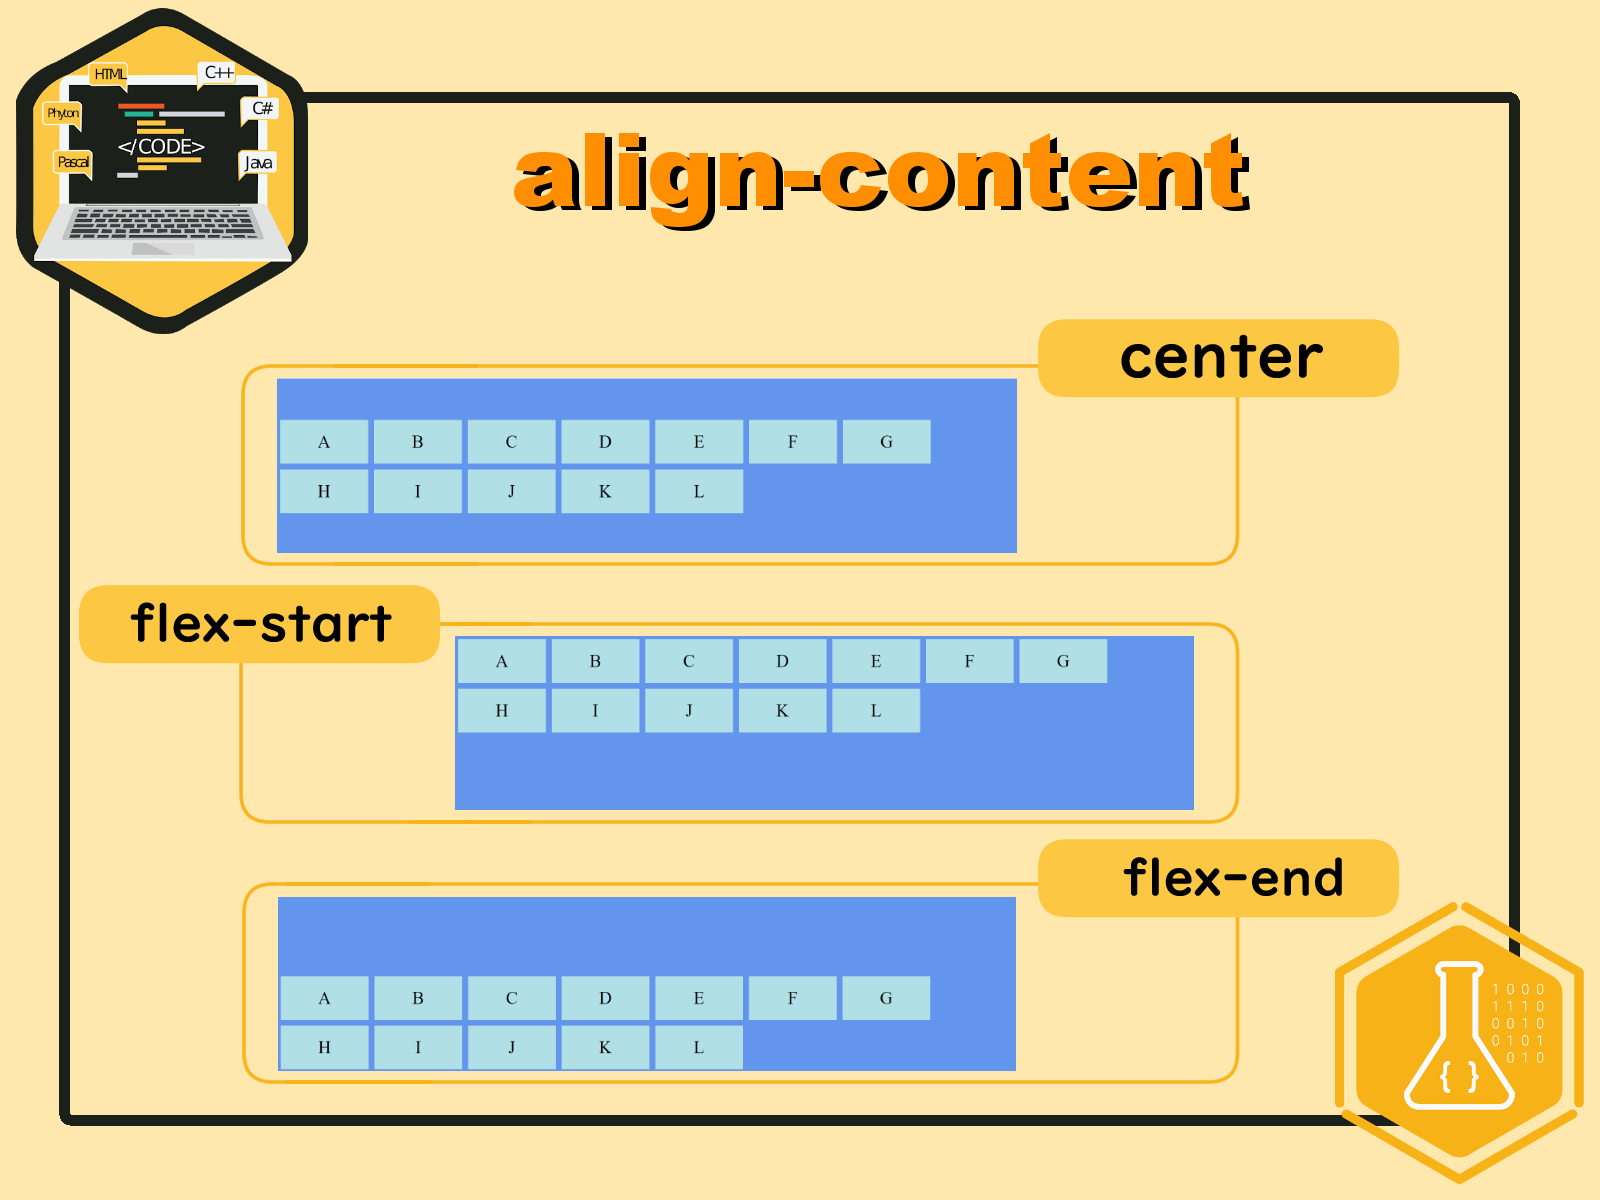 HTML
C++
Phyton
C#
</CODE>
Pascal
Java
align-content
center
A B C D E F G
H I J K L
flex-start
A B C D E F G
H I J K L
flex-end
A B C D E F G
H I J K L
1 0 0 0
1 1 1 0
0 0 1 0
0 1 0 1
0 1 0
{ }